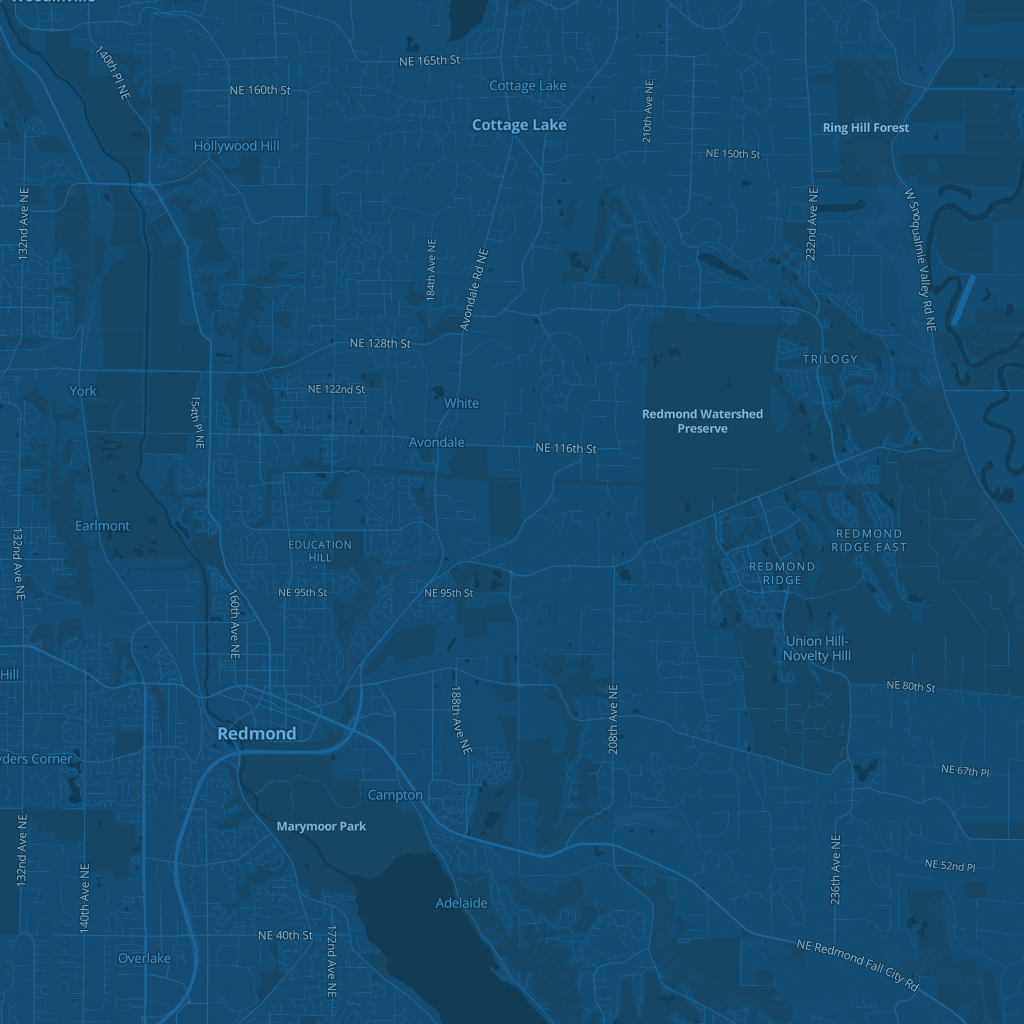 NE 165th St
140th Pl NE
Cottage Lake
NE 160th St
210th Ave NE
Cottage Lake
Ring Hill Forest
Hollywood Hill
NE 150th St
132nd Ave NE
232nd Ave NE
W Snoqualmie Valley Rd NE
184th Ave NE
Avondale Rd NE
NE 128th St
TRILOGY
York
NE 122nd St
White
154th Pl NE
Redmond Watershed
Preserve
Avondale
NE 116th St
Earlmont
REDMOND
RIDGE EAST
EDUCATION
HILL
132nd Ave NE
REDMOND
RIDGE
NE 95th St
NE 95th St
160th Ave NE
Union Hill-
Novelty Hill
Hill
NE 80th St
188th Ave NE
208th Ave NE
Redmond
yders Corner
NE 67th Pl
Campton
Marymoor Park
132nd Ave NE
236th Ave NE
NE 52nd Pl
140th Ave NE
Adelaide
NE 40th St
172nd Ave NE
Overlake
NE Redmond Fall City Rd